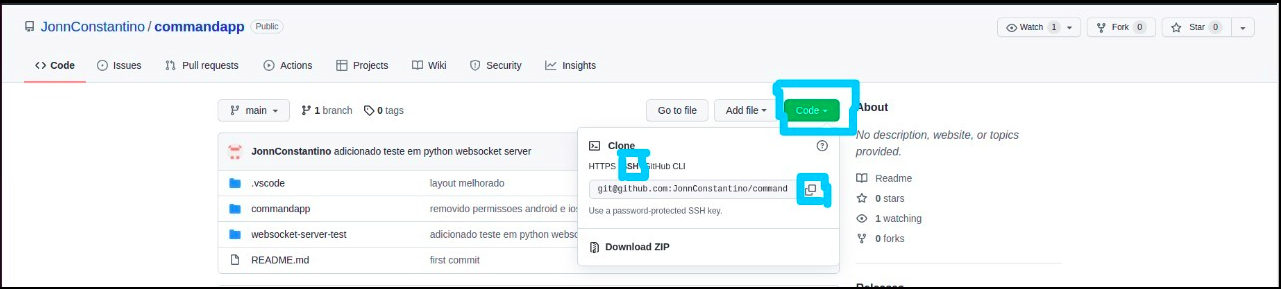 JonnConstantino / commandapp Public
Watch 1 Fork 0 Star 0
Code Issues Pull requests Actions Projects Wiki Security Insights
main 1 branch 0 tags Go to file Add file Code
About
No description, website, or topics
provided.
Readme
0 stars
1 watching
0 forks
JonnConstantino adicionado teste em python websocket server
.vscode layout melhorado
commandapp removido permissoes android e ios
websocket-server-test adicionado teste em python
README.md first commit
Clone
HTTPS SSH GitHub CLI
git@github.com:JonnConstantino/command
Use a password-protected SSH key.
Download ZIP